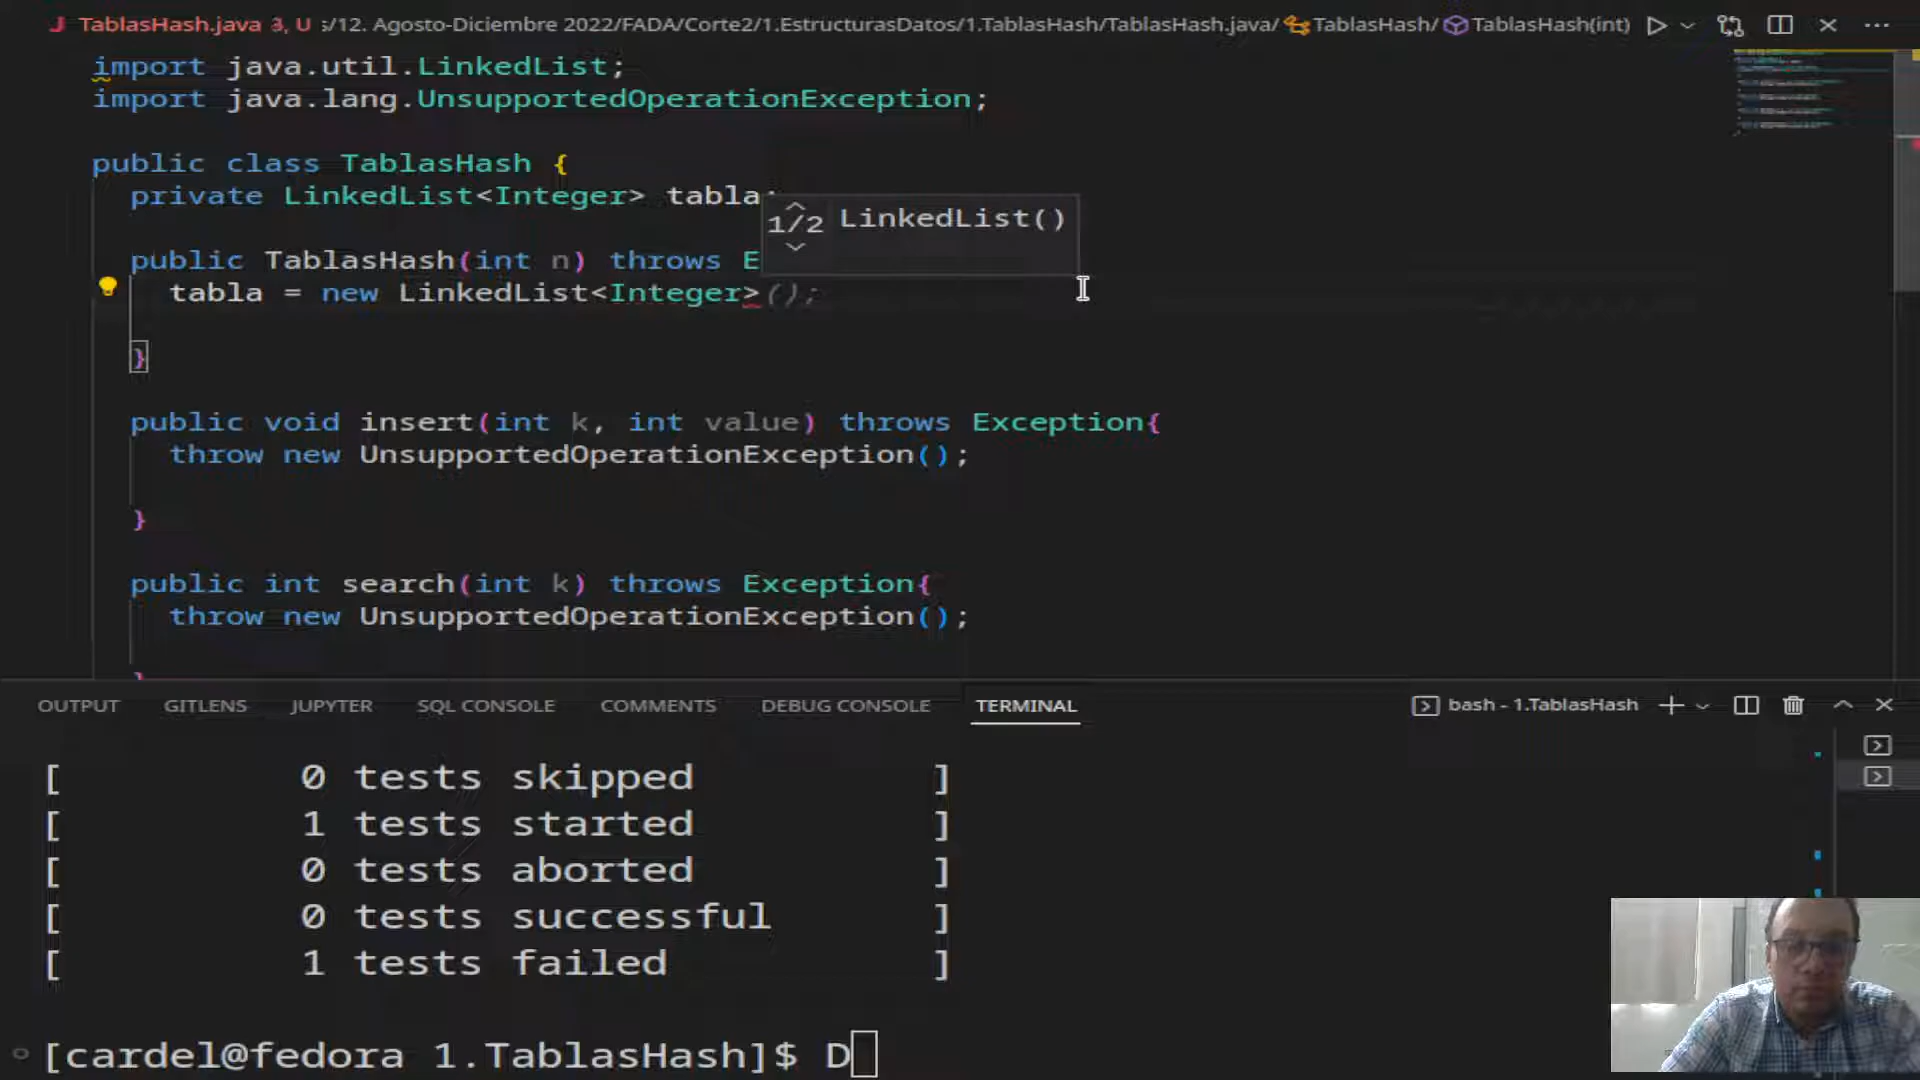 TablasHash.java 3, U s/12. Agosto-Diciembre 2022/FADA/Corte2/1.EstructurasDatos/1.TablasHash/TablasHash.java/ TablasHash/ TablasHash(int)
import java.util.LinkedList;
import java.lang.UnsupportedOperationException;
public class TablasHash {
private LinkedList<Integer> tabla;
1/2 LinkedList()
public TablasHash(int n) throws E
tabla = new LinkedList<Integer>();
}
public void insert(int k, int value) throws Exception{
throw new UnsupportedOperationException();
}
public int search(int k) throws Exception{
throw new UnsupportedOperationException();
OUTPUT GITLENS JUPYTER SQL CONSOLE COMMENTS DEBUG CONSOLE TERMINAL bash - 1.TablasHash
[ 0 tests skipped ]
[ 1 tests started ]
[ 0 tests aborted ]
[ 0 tests successful ]
[ 1 tests failed ]
[cardel@fedora 1.TablasHash]$ D